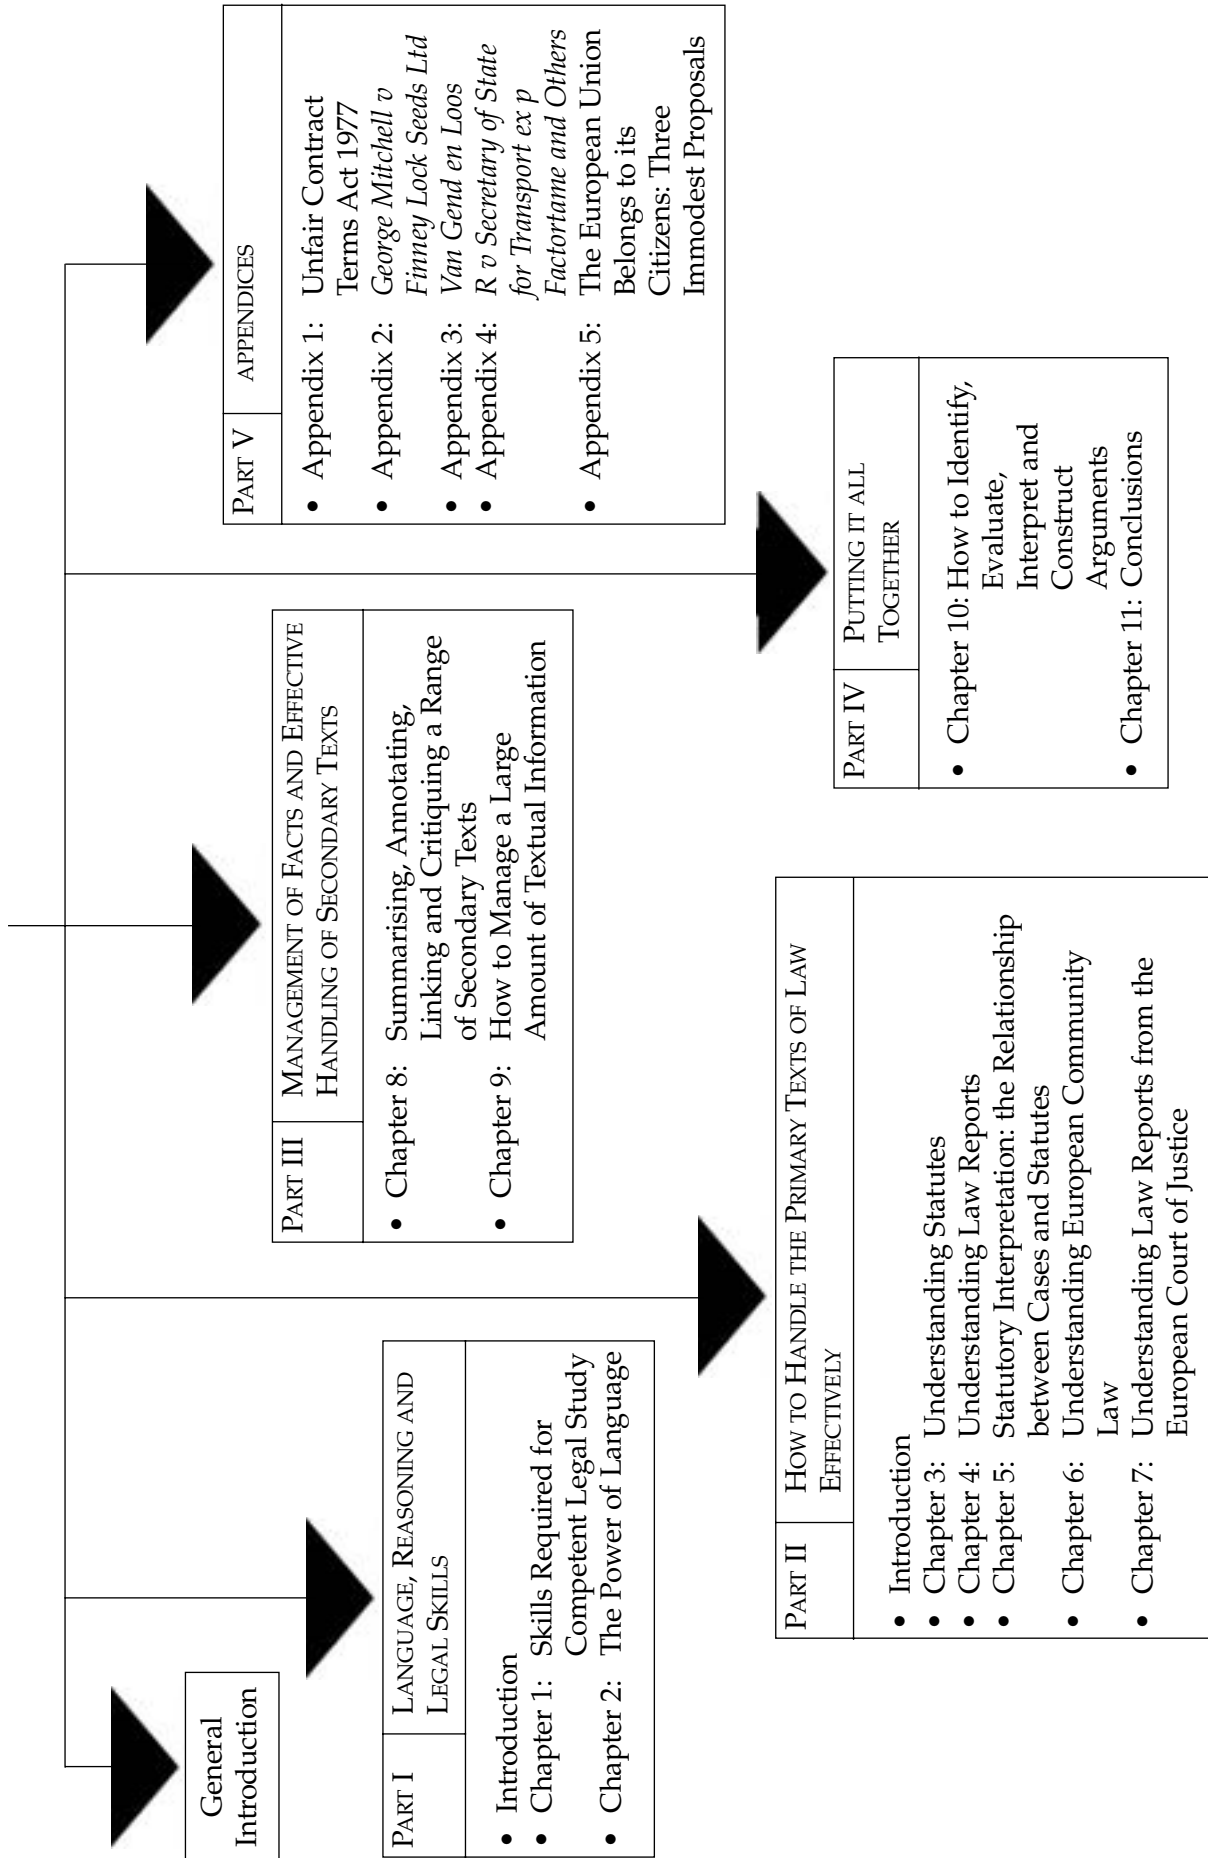 General
Introduction
PART I
LANGUAGE, REASONING AND
LEGAL SKILLS
• Introduction
• Chapter 1: Skills Required for
Competent Legal Study
• Chapter 2: The Power of Language
PART II
HOW TO HANDLE THE PRIMARY TEXTS OF LAW
EFFECTIVELY
• Introduction
• Chapter 3: Understanding Statutes
• Chapter 4: Understanding Law Reports
• Chapter 5: Statutory Interpretation: the Relationship
between Cases and Statutes
• Chapter 6: Understanding European Community
Law
• Chapter 7: Understanding Law Reports from the
European Court of Justice
PART III
MANAGEMENT OF FACTS AND EFFECTIVE
HANDLING OF SECONDARY TEXTS
• Chapter 8: Summarising, Annotating,
Linking and Critiquing a Range
of Secondary Texts
• Chapter 9: How to Manage a Large
Amount of Textual Information
PART IV
PUTTING IT ALL
TOGETHER
• Chapter 10: How to Identify,
Evaluate,
Interpret and
Construct
Arguments
• Chapter 11: Conclusions
PART V
APPENDICES
• Appendix 1: Unfair Contract
Terms Act 1977
• Appendix 2: George Mitchell v
Finney Lock Seeds Ltd
• Appendix 3: Van Gend en Loos
• Appendix 4: R v Secretary of State
for Transport ex p
Factortame and Others
• Appendix 5: The European Union
Belongs to its
Citizens: Three
Immodest Proposals